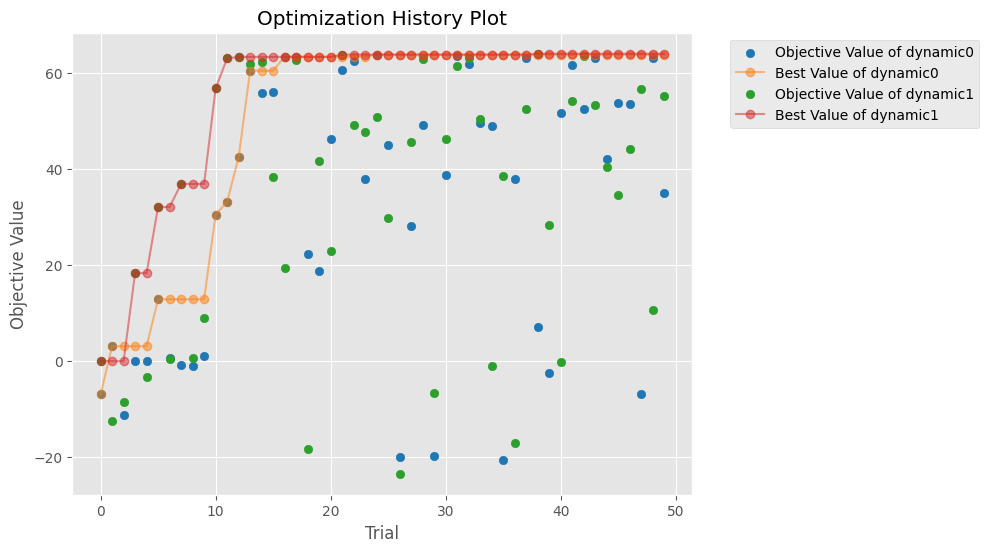 Optimization History Plot
Objective Value of dynamic0
Best Value of dynamic0
Objective Value of dynamic1
Best Value of dynamic1
Objective Value
60
40
20
0
−20
0 10 20 30 40 50
Trial